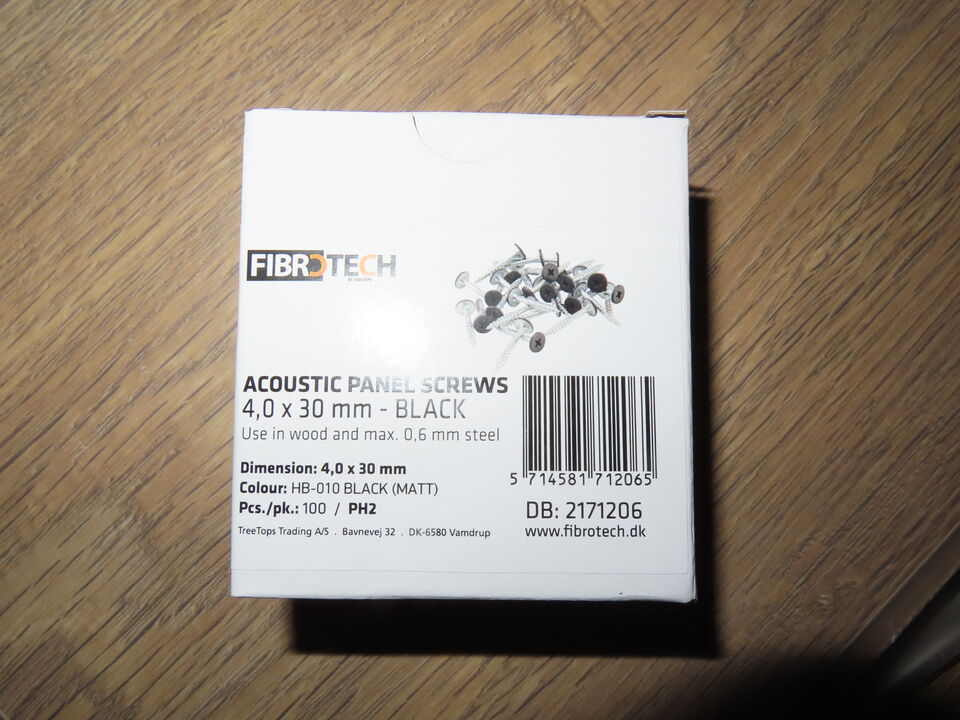 FIBROTECH
BY TREETOPS
ACOUSTIC PANEL SCREWS
4,0 x 30 mm - BLACK
Use in wood and max. 0,6 mm steel
Dimension: 4,0 x 30 mm
Colour: HB-010 BLACK (MATT)
Pcs./pk.: 100 / PH2
TreeTops Trading A/S . Bavnevej 32 . DK-6580 Vamdrup
5 714581 712065
DB: 2171206
www.fibrotech.dk